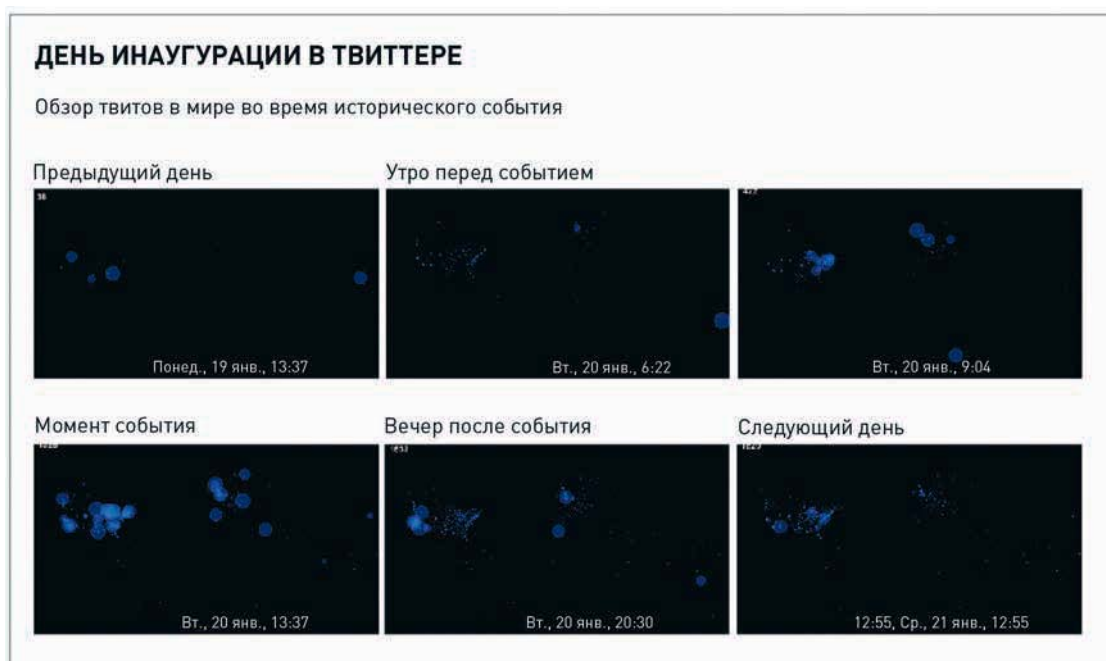 ДЕНЬ ИНАУГУРАЦИИ В ТВИТТЕРЕ
Обзор твитов в мире во время исторического события
Предыдущий день
Утро перед событием
36
427
Понед., 19 янв., 13:37
Вт., 20 янв., 6:22
Вт., 20 янв., 9:04
Момент события
Вечер после события
Следующий день
Вт., 20 янв., 13:37
Вт., 20 янв., 20:30
12:55, Ср., 21 янв., 12:55